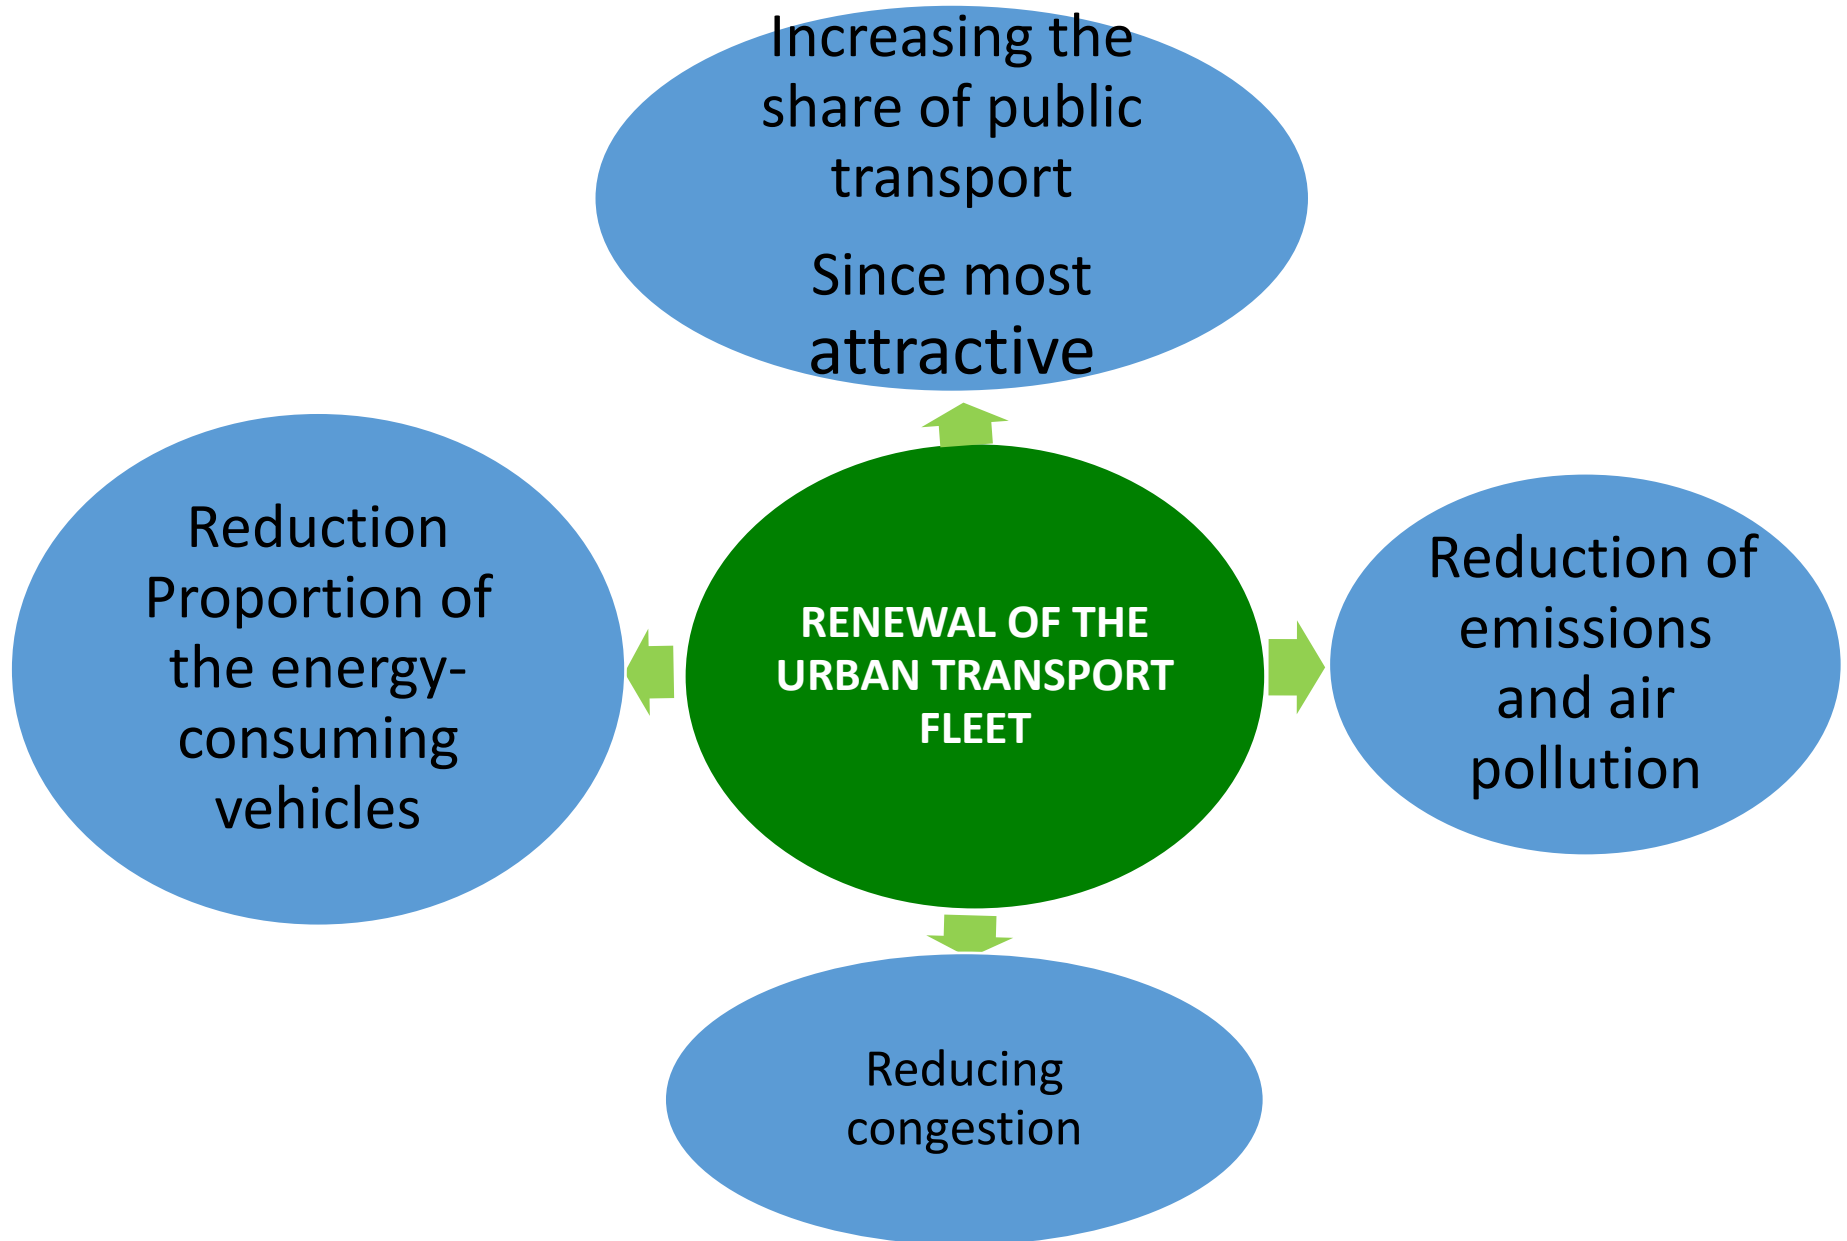 Increasing the
share of public
transport
Since most
attractive
Reduction
Proportion of
the energy-
consuming
vehicles
RENEWAL OF THE
URBAN TRANSPORT
FLEET
Reduction of
emissions
and air
pollution
Reducing
congestion